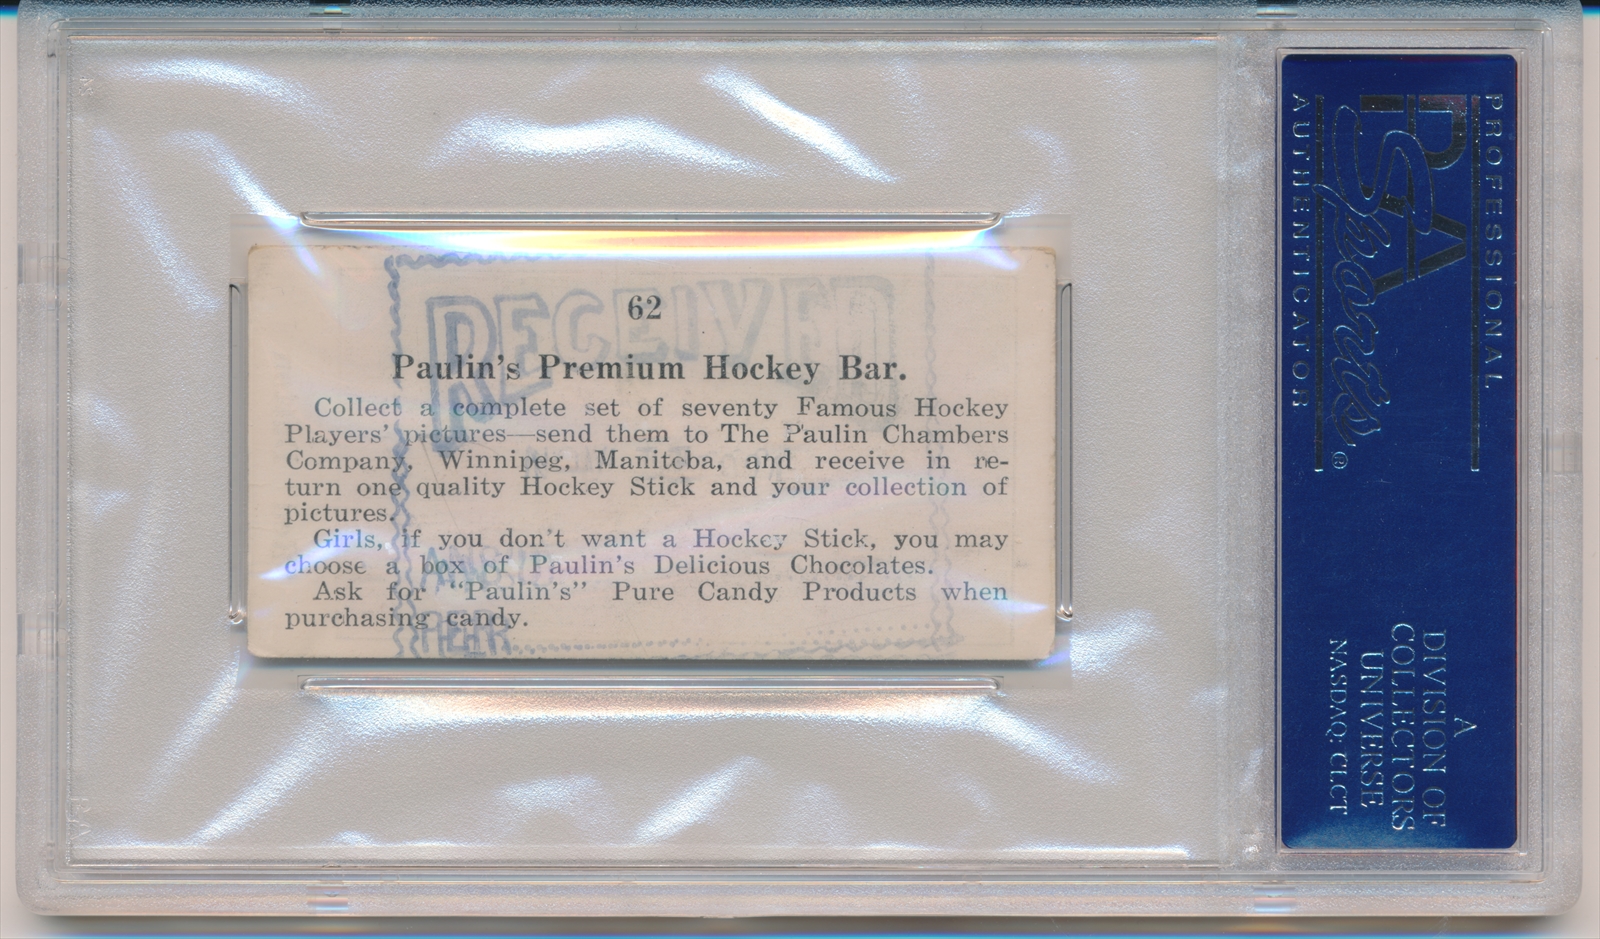 62
Paulin's Premium Hockey Bar.
Collect a complete set of seventy Famous Hockey
Players' pictures—send them to The Paulin Chambers
Company, Winnipeg, Manitoba, and receive in re-
turn one quality Hockey Stick and your collection of
pictures.
Girls, if you don't want a Hockey Stick, you may
choose a box of Paulin's Delicious Chocolates.
Ask for "Paulin's" Pure Candy Products when
purchasing candy.
RECEIVED
PROFESSIONAL
PSA
Sports®
AUTHENTICATOR
A
DIVISION OF
COLLECTORS
UNIVERSE
NASDAQ: CLCT